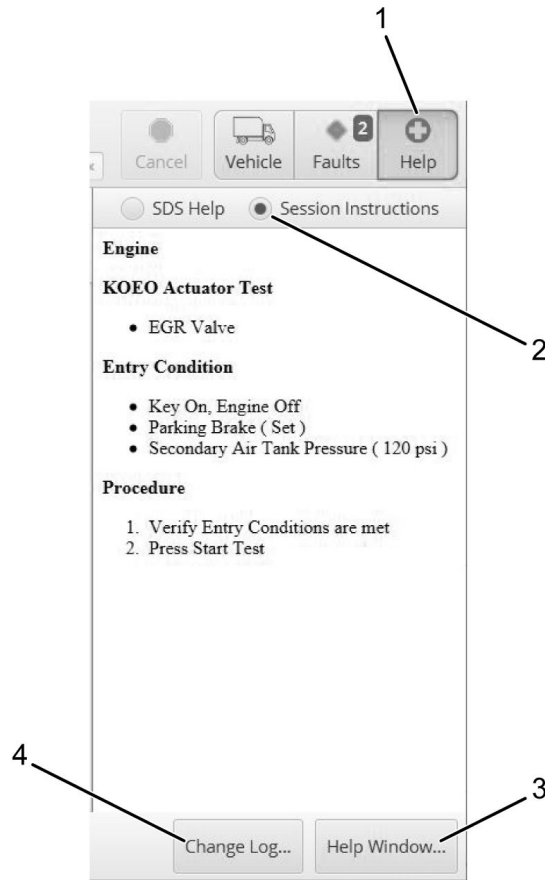 1
2
Cancel Vehicle Faults Help
SDS Help Session Instructions
Engine
KOEO Actuator Test
• EGR Valve
2
Entry Condition
• Key On, Engine Off
• Parking Brake ( Set )
• Secondary Air Tank Pressure ( 120 psi )
Procedure
1. Verify Entry Conditions are met
2. Press Start Test
4
3
Change Log... Help Window...